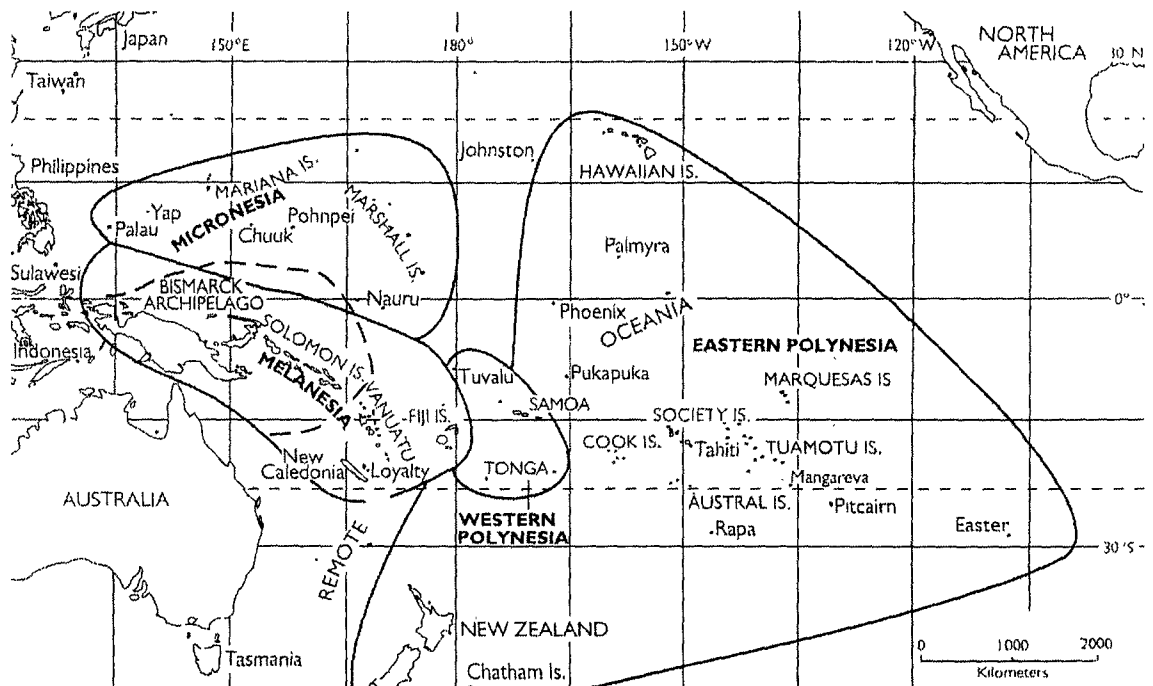 Japan
150°E
180°
150°W
120°W
NORTH
AMERICA
30 N
Taiwan
Philippines
Johnston
HAWAIIAN IS.
MARIANA IS.
MICRONESIA
MARSHALL IS.
Yap
Palau
Pohnpei
Chuuk
Palmyra
Sulawesi
BISMARCK
ARCHIPELAGO
Nauru
0°
Phoenix
OCEANIA
Indonesia
SOLOMON IS.
MELANESIA
VANUATU
EASTERN POLYNESIA
Tuvalu
Pukapuka
MARQUESAS IS
SAMOA
FIJI IS.
SOCIETY IS.
COOK IS.
Tahiti
TUAMOTU IS.
New
Caledonia
Loyalty
TONGA
Mangareva
AUSTRALIA
AUSTRAL IS.
Pitcairn
WESTERN
POLYNESIA
Rapa
Easter
30°S
REMOTE
NEW ZEALAND
Tasmania
Chatham Is.
0
1000
2000
Kilometers